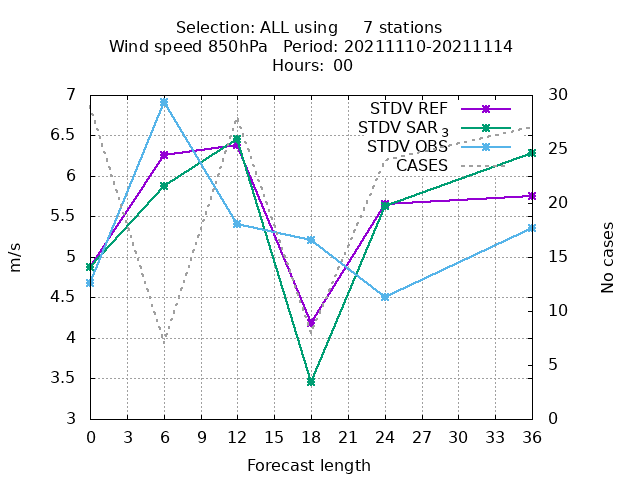 Selection: ALL using     7 stations
Wind speed 850hPa   Period: 20211110-20211114
Hours:  00
STDV REF
STDV SAR 3
STDV OBS
CASES
7
6.5
6
5.5
5
4.5
4
3.5
3
30
25
20
15
10
5
0
m/s
No cases
0 3 6 9 12 15 18 21 24 27 30 33 36
Forecast length